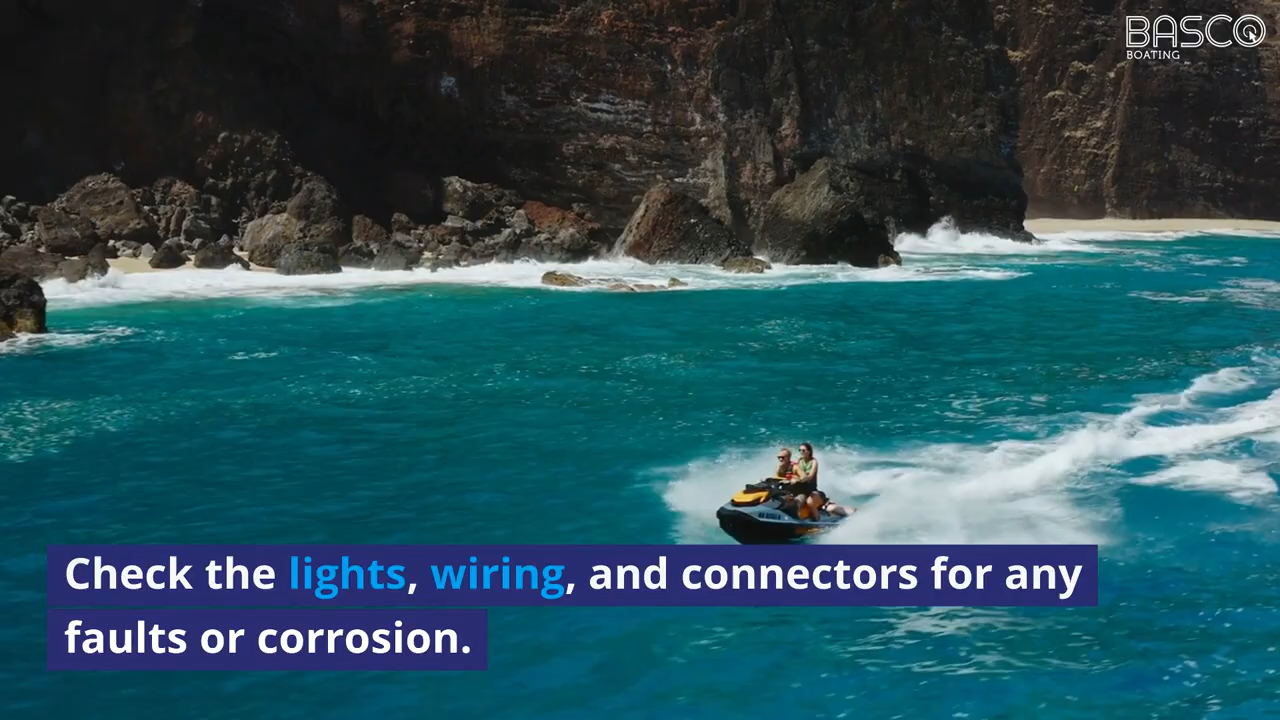 BASCO
BOATING
Check the lights, wiring, and connectors for any
faults or corrosion.